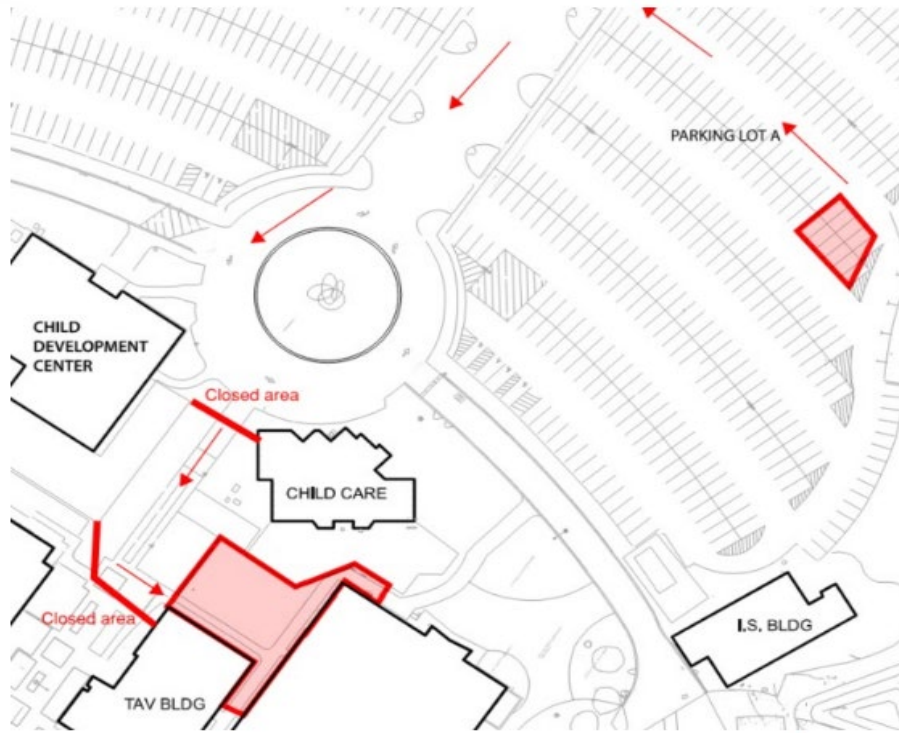 PARKING LOT A
CHILD
DEVELOPMENT
CENTER
Closed area
CHILD CARE
Closed area
I.S. BLDG
TAV BLDG